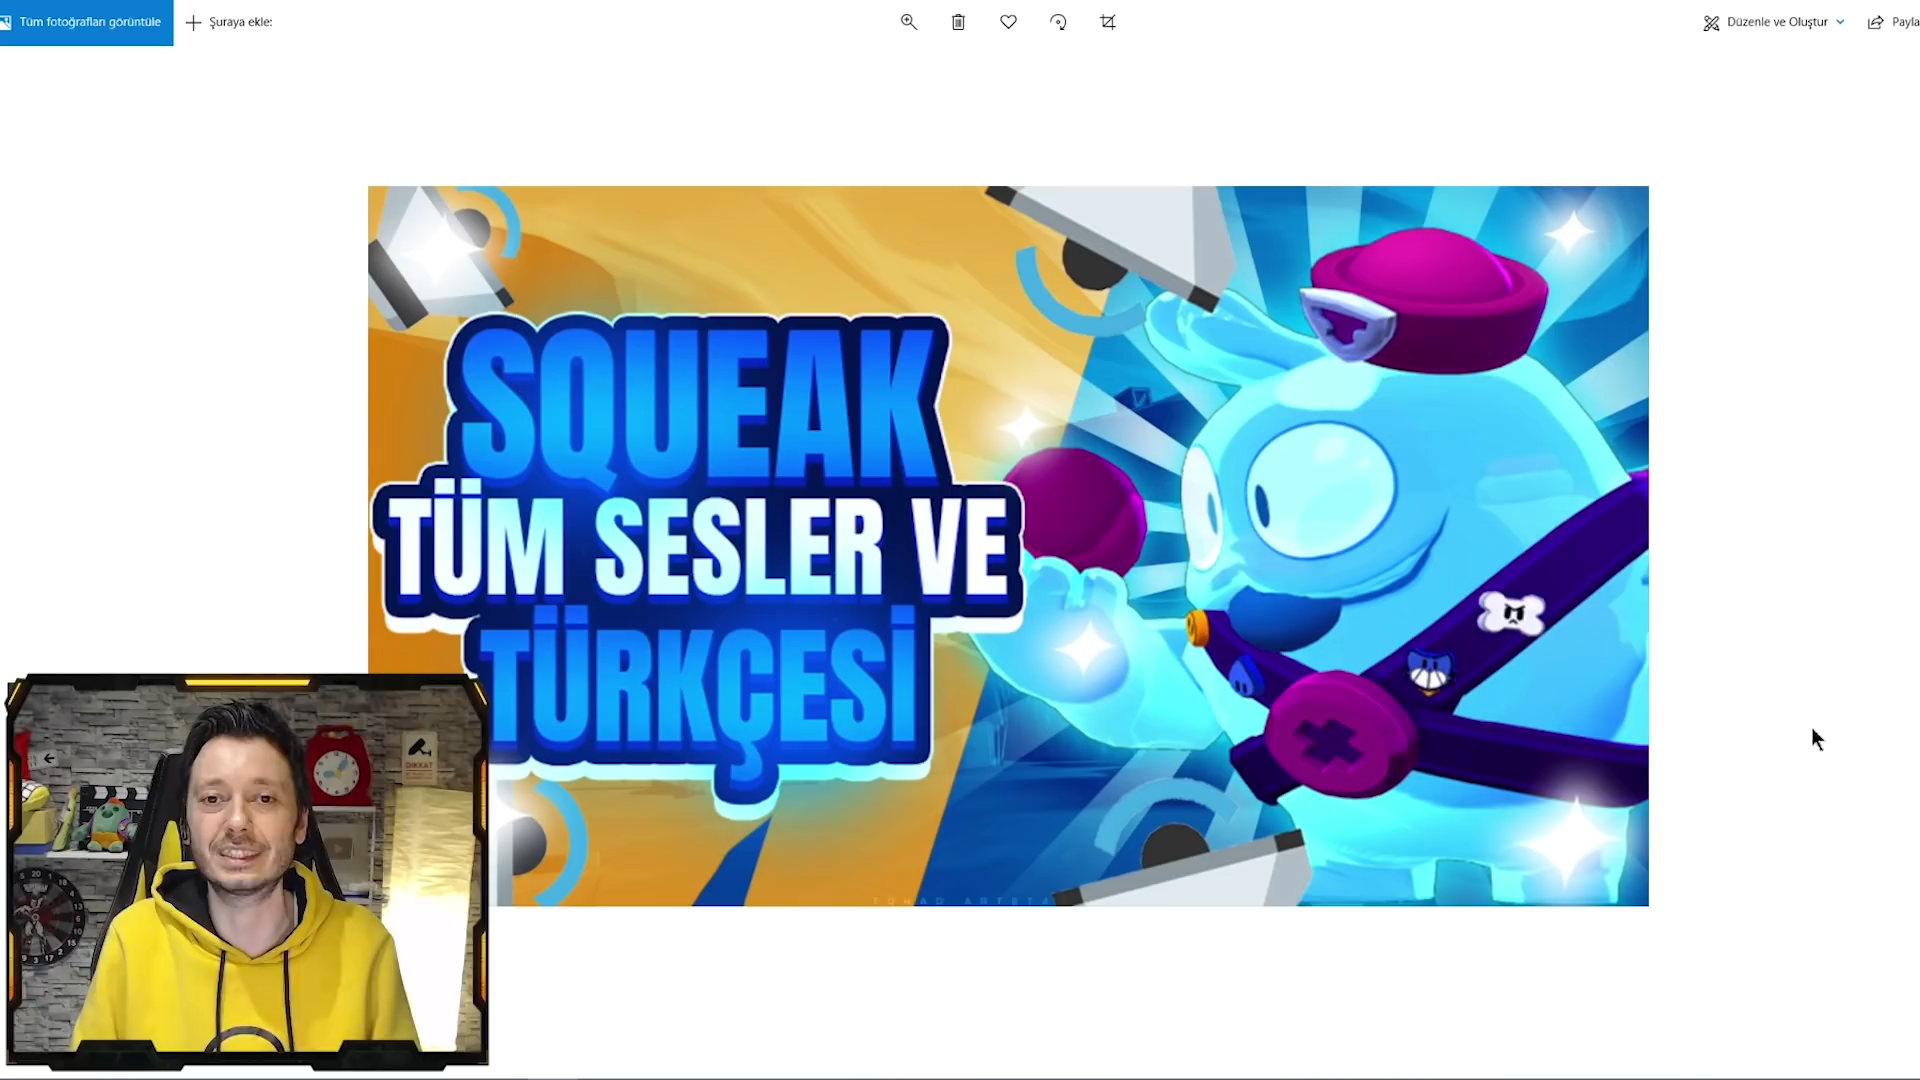 Tüm fotoğrafları görüntüle
Şuraya ekle:
Düzenle ve Oluştur
Payla
SQUEAK
TÜM SESLER VE
TÜRKÇESİ
DİKKAT